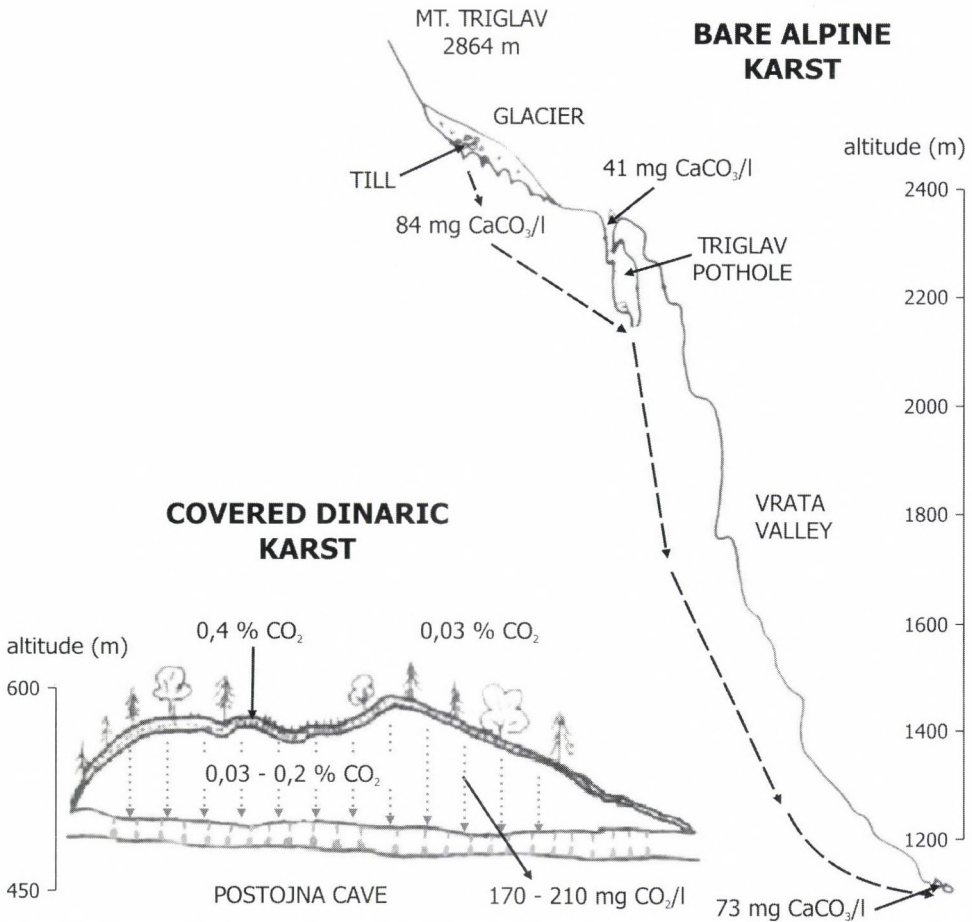 MT. TRIGLAV
2864 m
BARE ALPINE
KARST
GLACIER
altitude (m)
TILL
41 mg CaCO₃/l
2400
84 mg CaCO₃/l
TRIGLAV
POTHOLE
2200
2000
VRATA
VALLEY
1800
1600
1400
1200
73 mg CaCO₃/l
COVERED DINARIC
KARST
altitude (m)
0,4 % CO₂
0,03 % CO₂
600
0,03 - 0,2 % CO₂
450
POSTOJNA CAVE
170 - 210 mg CO₂/l